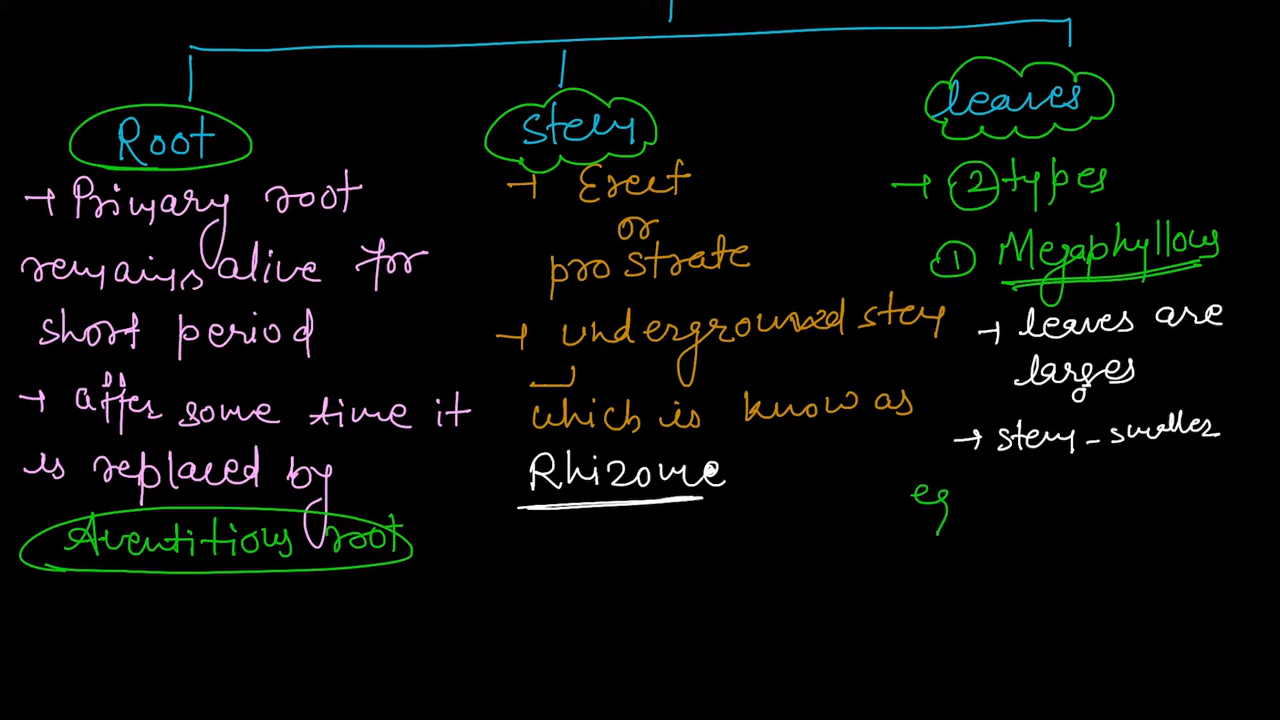 Root
→ Primary root
remains alive for
short period
→ after some time it
is replaced by
Aventitious root
stem
→ Erect
or
prostrate
→ underground stem
which is know as
Rhizome
leaves
→ 2 types
① Megaphyllous
→ leaves are
larges
→ stem - smaller
eg